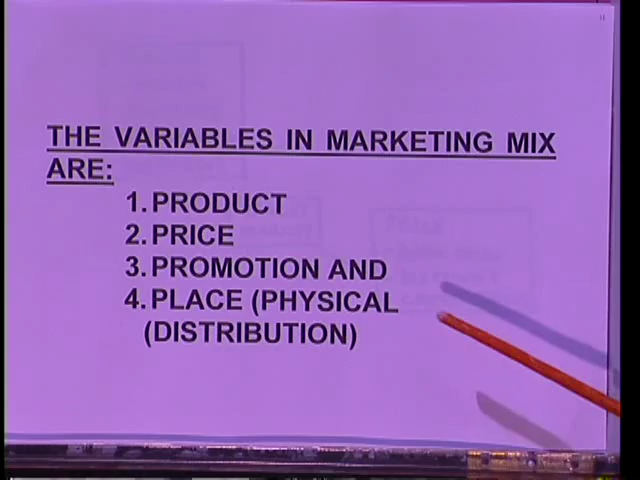 THE VARIABLES IN MARKETING MIX
ARE:
1. PRODUCT
2. PRICE
3. PROMOTION AND
4. PLACE (PHYSICAL
(DISTRIBUTION)